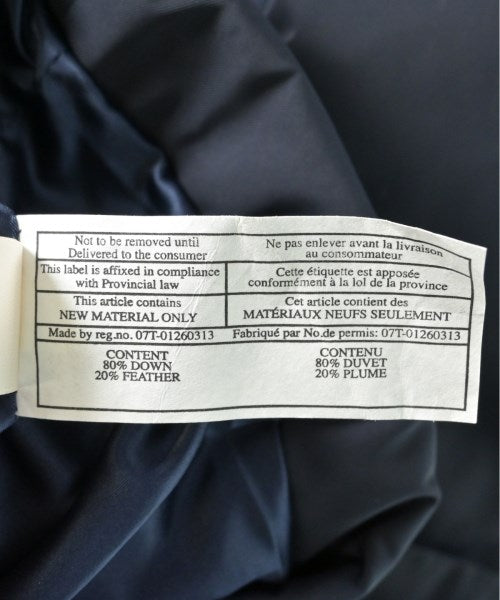 Not to be removed until
Delivered to the consumer
Ne pas enlever avant la livraison
au consommateur
This label is affixed in compliance
with Provincial law
Cette étiquette est apposée
conformément à la lol de la province
This article contains
NEW MATERIAL ONLY
Cet article contient des
MATÉRIAUX NEUFS SEULEMENT
Made by reg.no. 07T-01260313
Fabriqué par No.de permis: 07T-01260313
CONTENT
80% DOWN
20% FEATHER
CONTENU
80% DUVET
20% PLUME